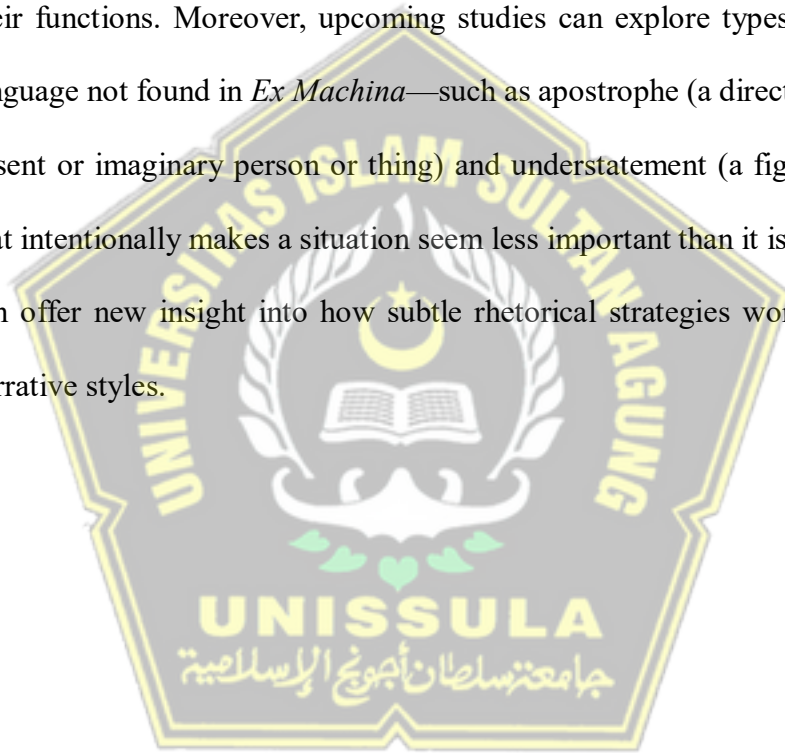 eir functions. Moreover, upcoming studies can explore types
nguage not found in Ex Machina—such as apostrophe (a direct
sent or imaginary person or thing) and understatement (a fig
at intentionally makes a situation seem less important than it is
n offer new insight into how subtle rhetorical strategies wor
rrative styles.
UNIVERSITAS ISLAM SULTAN AGUNG
UNISSULA
جامعة سلطان أجونج الإسلامية